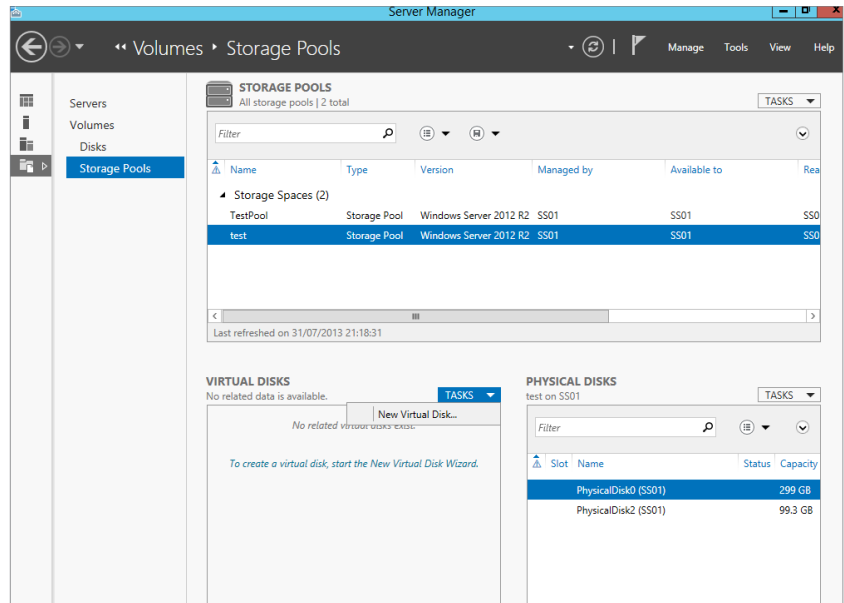 Server Manager
Volumes
Storage Pools
Manage Tools View Help
Servers
Volumes
Disks
Storage Pools
STORAGE POOLS
All storage pools | 2 total
TASKS
Filter
Name Type Version Managed by Available to Rea
Storage Spaces (2)
TestPool Storage Pool Windows Server 2012 R2 SS01 SS01 SS0
test Storage Pool Windows Server 2012 R2 SS01 SS01 SS0
Last refreshed on 31/07/2013 21:18:31
VIRTUAL DISKS
No related data is available.
TASKS
New Virtual Disk...
No related virtual disks exist.
To create a virtual disk, start the New Virtual Disk Wizard.
PHYSICAL DISKS
test on SS01
TASKS
Filter
Slot Name Status Capacity
PhysicalDisk0 (SS01) 299 GB
PhysicalDisk2 (SS01) 99.3 GB